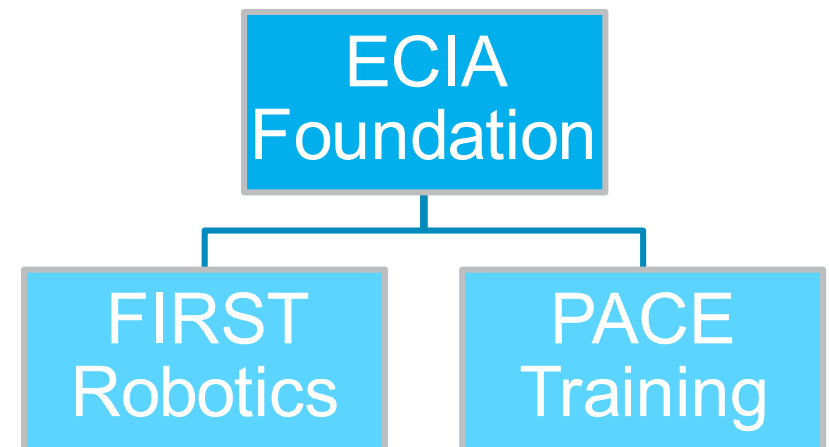 ECIA
Foundation
FIRST
Robotics
PACE
Training